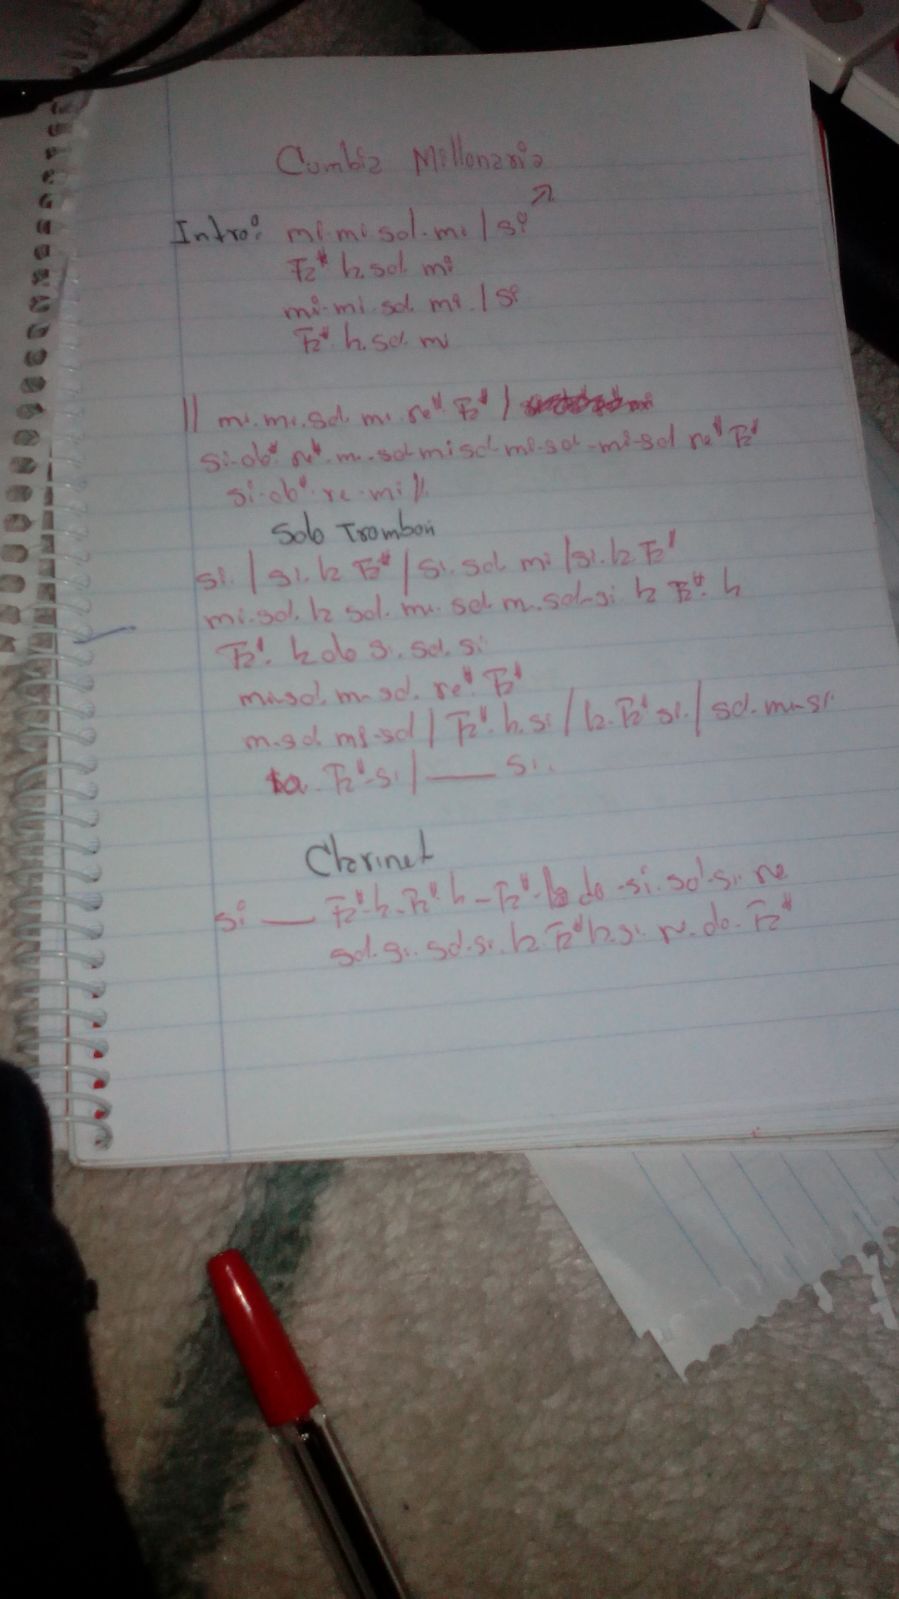 Cumbia Millonaria
Intro: mi-mi-sol-mi / si
Fa# la sol mi
mi-mi-sol mi / si
Fa# la sol mi
|| mi. mi. sol. mi. re# Fa# /
si-do# re# mi-sol mi sol-mi-sol-mi-sol re# Fa#
si-do# re-mi //
Solo Trombon
si / si. la Fa# / si. sol mi / si. la Fa#
mi. sol. la sol. mi. sol mi. sol-si la Fa# la
Fa# la do si. sol. si
mi-sol. mi-sol. re# Fa#
mi-sol mi-sol / Fa#. la. si / la. Fa# si. / sol. mi-si.
la. Fa#-si / — si.
Clarinet
si — Fa#-la-Fa# la-Fa#-la do-si. sol-si. re
sol. si. sol-si. la Fa# la. si. re. do. Fa#